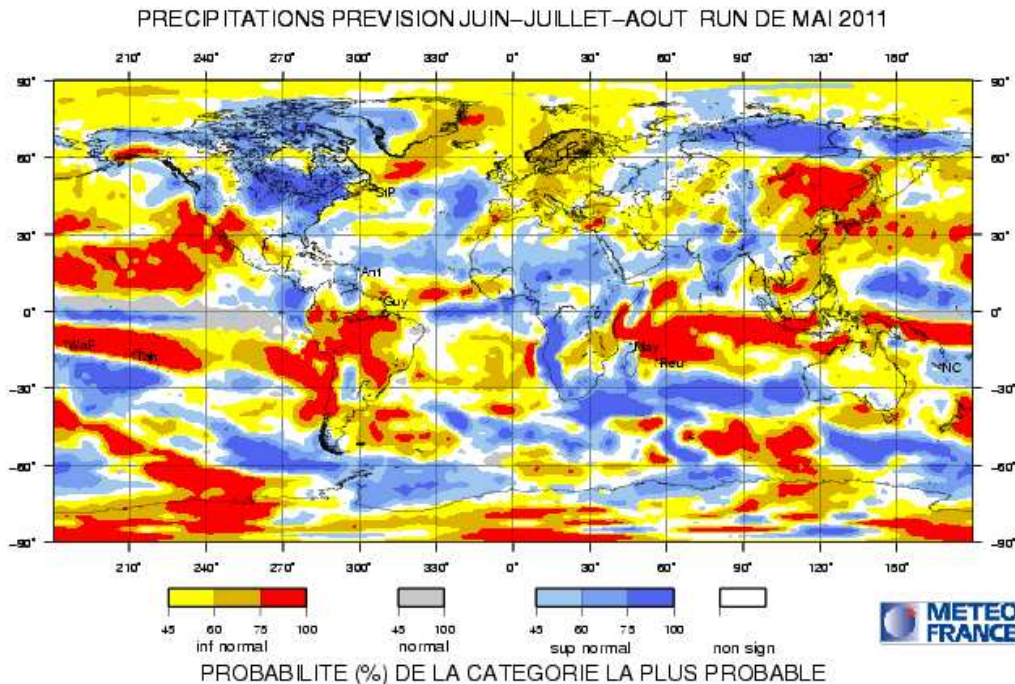 PRECIPITATIONS PREVISION JUIN–JUILLET–AOUT RUN DE MAI 2011
210° 240° 270° 300° 330° 0° 30° 60° 90° 120° 150°
90° 90°
60° 60°
StP
30° 30°
Ant
Guy
0° 0°
WaF Tah May Reu NC
−30° −30°
−60° −60°
−90° −90°
210° 240° 270° 300° 330° 0° 30° 60° 90° 120° 150°
45 60 75 100 45 100 45 60 75 100
inf normal normal sup normal non sign
METEO
FRANCE
PROBABILITE (%) DE LA CATEGORIE LA PLUS PROBABLE